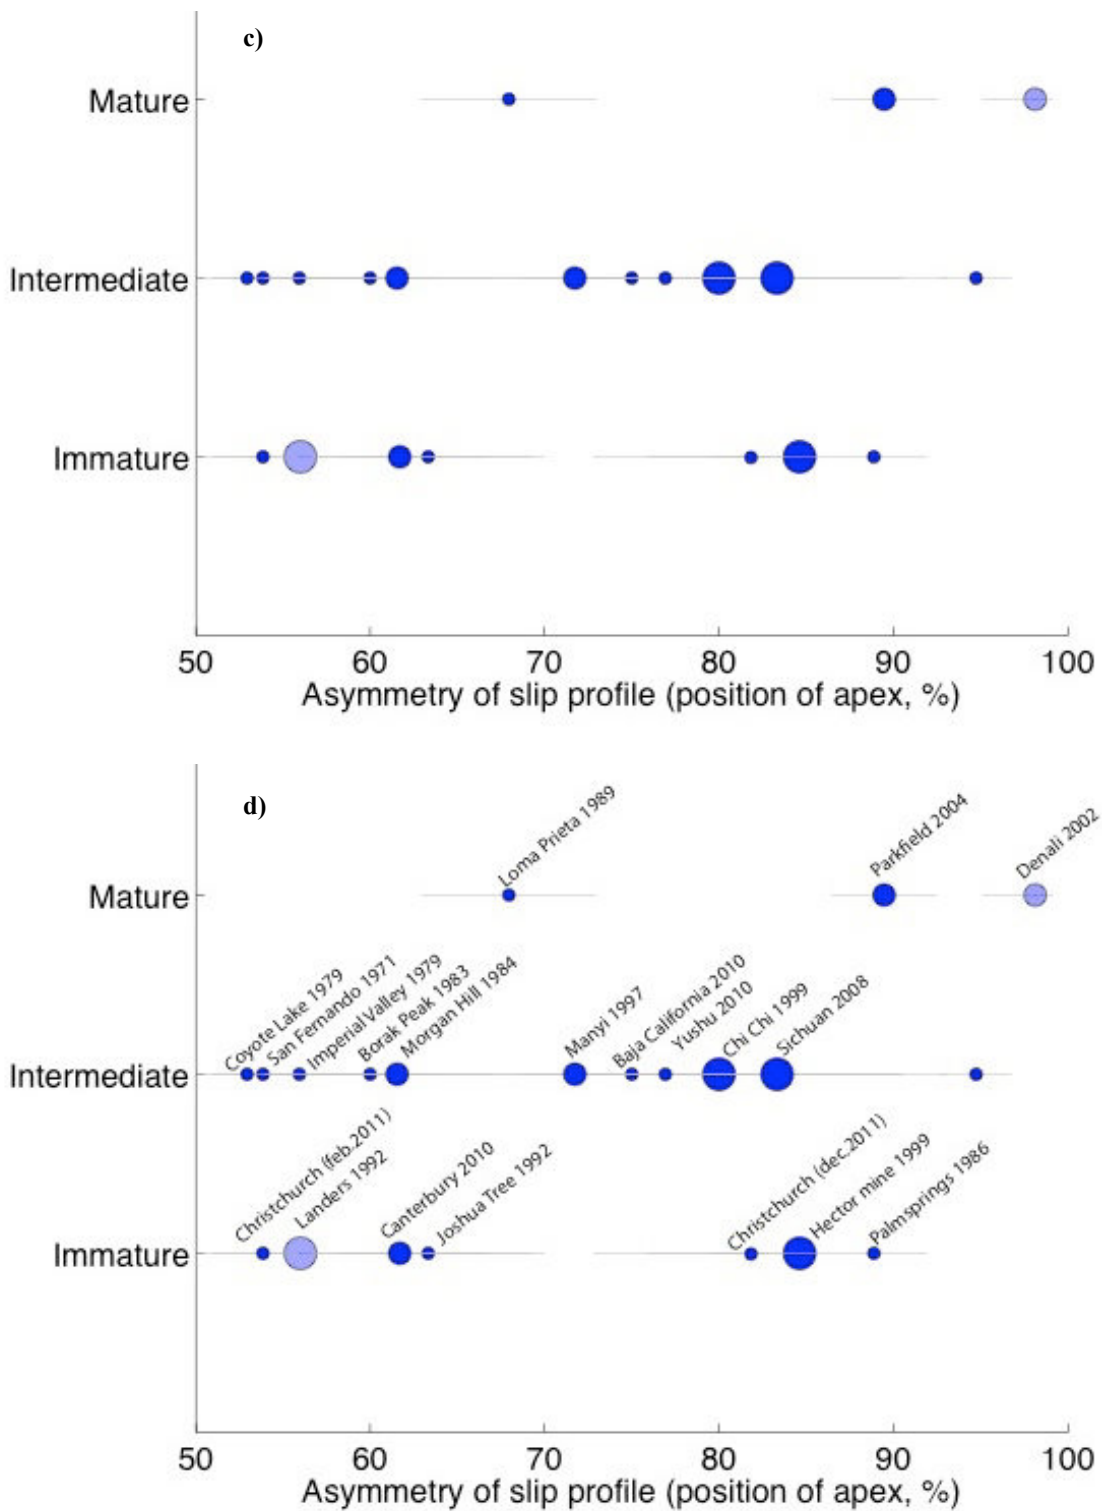 c)
Mature
Intermediate
Immature
50 60 70 80 90 100
Asymmetry of slip profile (position of apex, %)
d)
Loma Prieta 1989
Parkfield 2004
Denali 2002
Mature
Coyote Lake 1979
San Fernando 1971
Imperial Valley 1979
Borak Peak 1983
Morgan Hill 1984
Manyi 1997
Baja California 2010
Yushu 2010
Chi Chi 1999
Sichuan 2008
Intermediate
Christchurch (feb.2011)
Landers 1992
Canterbury 2010
Joshua Tree 1992
Christchurch (dec.2011)
Hector mine 1999
Palmsprings 1986
Immature
50 60 70 80 90 100
Asymmetry of slip profile (position of apex, %)